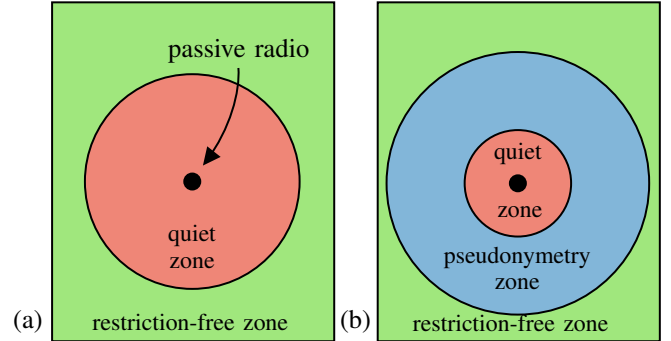 passive radio
quiet
zone
(a)
restriction-free zone
quiet
zone
pseudonymetry
zone
(b)
restriction-free zone